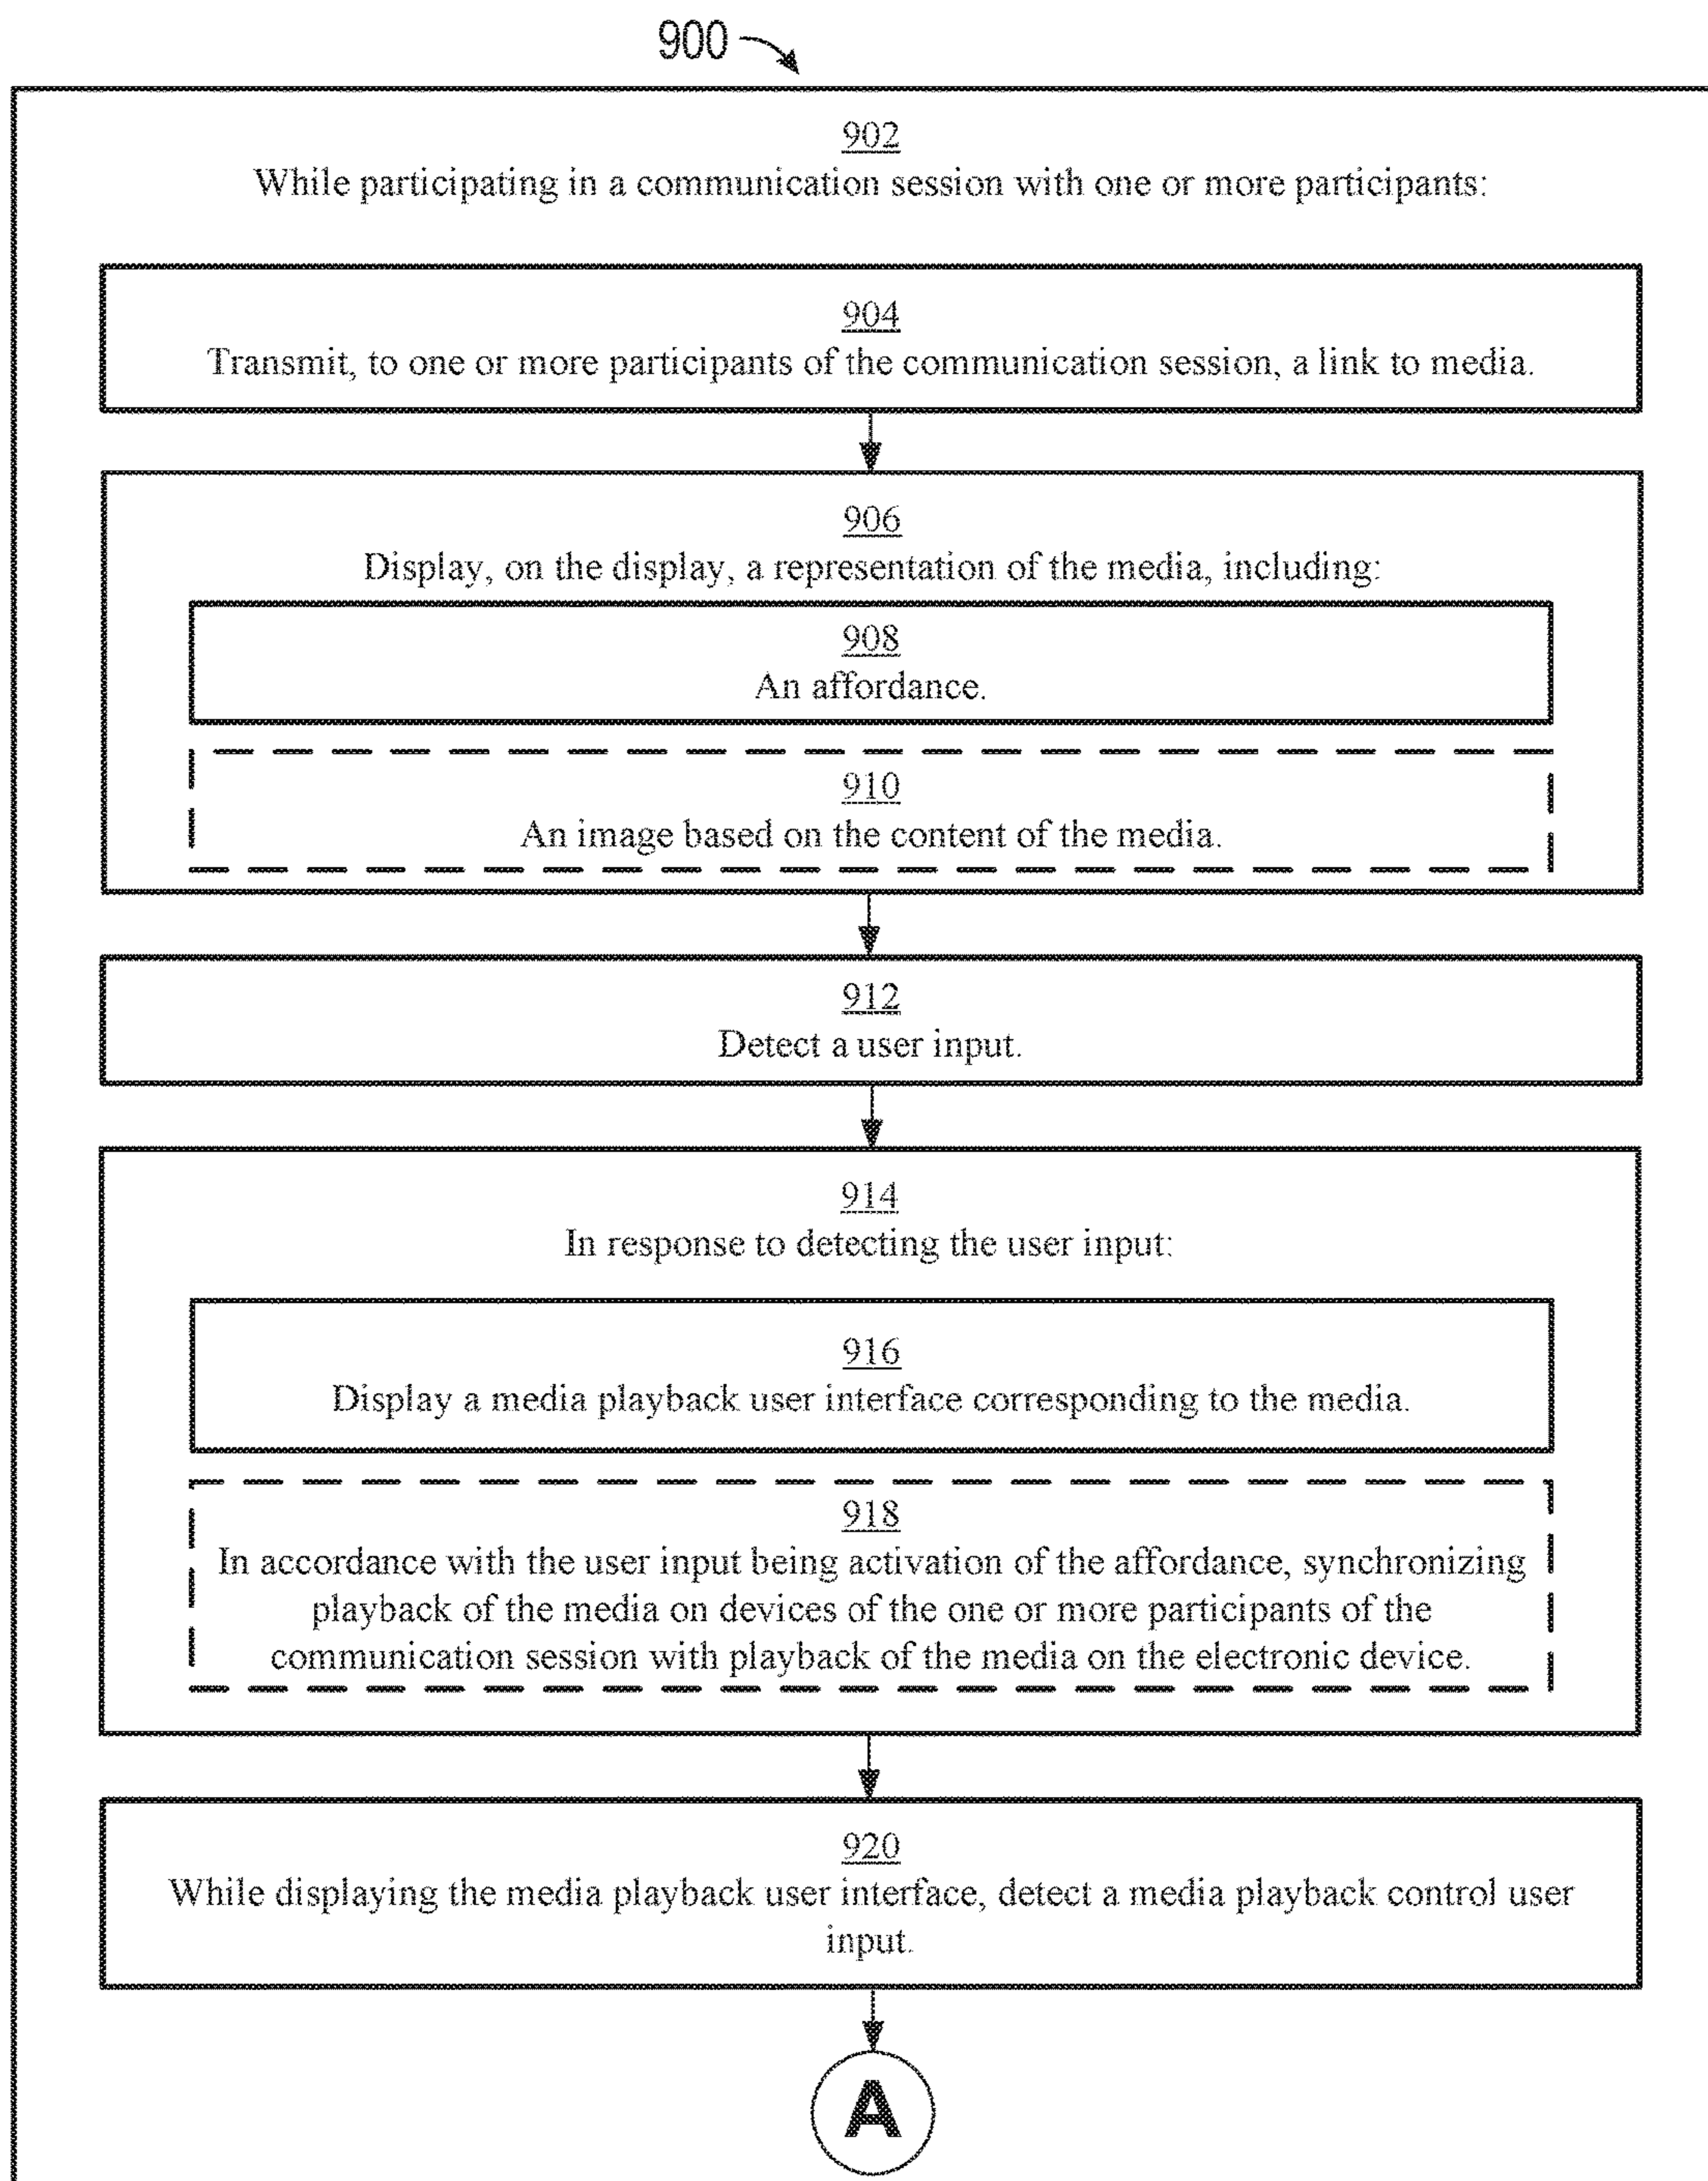 900
902
While participating in a communication session with one or more participants:
904
Transmit, to one or more participants of the communication session, a link to media.
906
Display, on the display, a representation of the media, including:
908
An affordance.
910
An image based on the content of the media.
912
Detect a user input.
914
In response to detecting the user input:
916
Display a media playback user interface corresponding to the media.
918
In accordance with the user input being activation of the affordance, synchronizing
playback of the media on devices of the one or more participants of the
communication session with playback of the media on the electronic device.
920
While displaying the media playback user interface, detect a media playback control user
input.
A